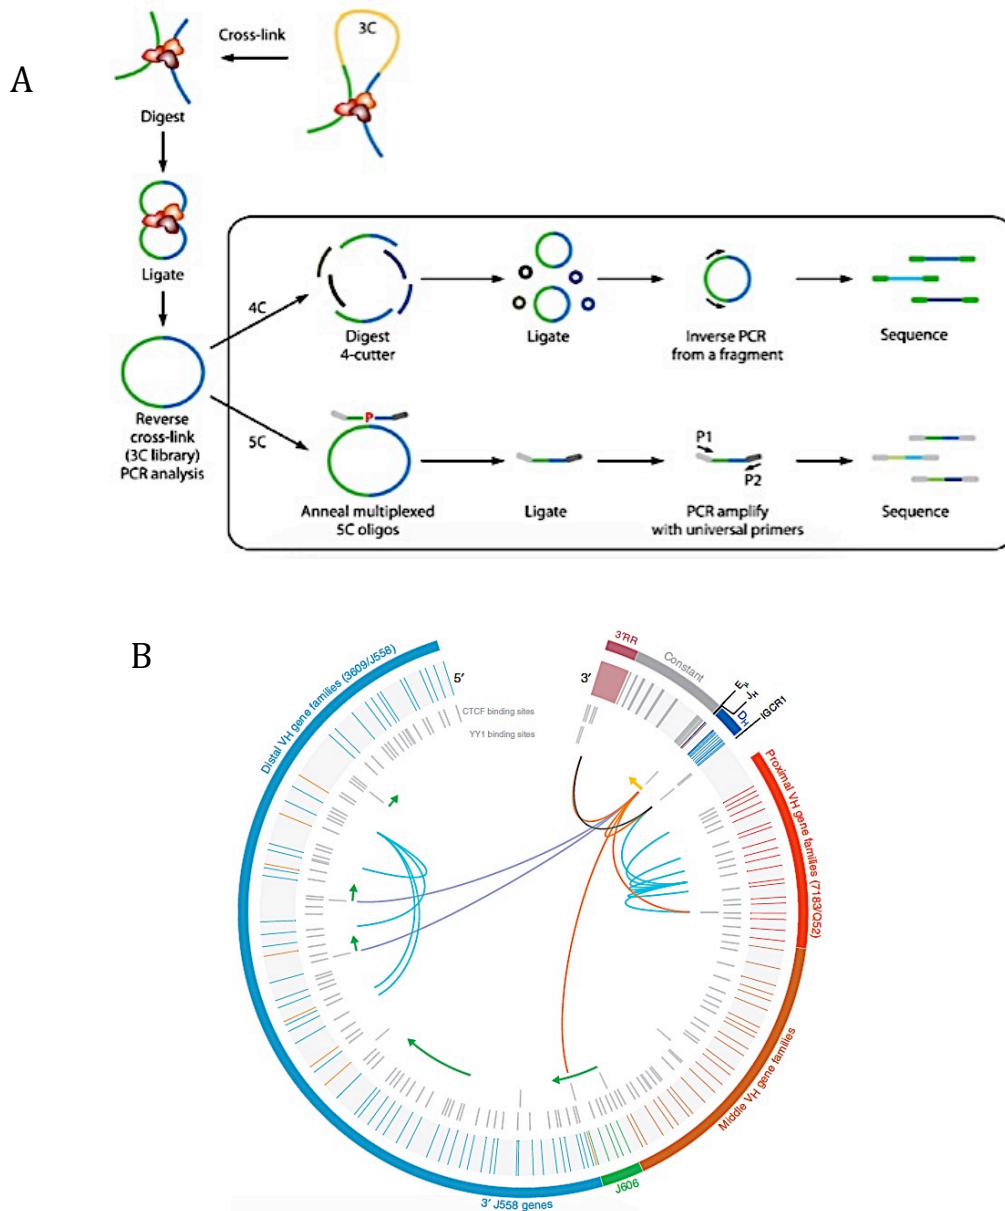 A
Cross-link
3C
Digest
Ligate
Reverse
cross-link
(3C library)
PCR analysis
4C
Digest
4-cutter
Ligate
Inverse PCR
from a fragment
Sequence
5C
P
Anneal multiplexed
5C oligos
Ligate
P1
P2
PCR amplify
with universal primers
Sequence
B
Distal VH gene families (3609/J558)
5′
CTCF binding sites
YY1 binding sites
3′
3′RR
Constant
Eμ
JH
DH
IGCR1
Proximal VH gene families (7183/Q52)
Middle VH gene families
J606
3′ J558 genes